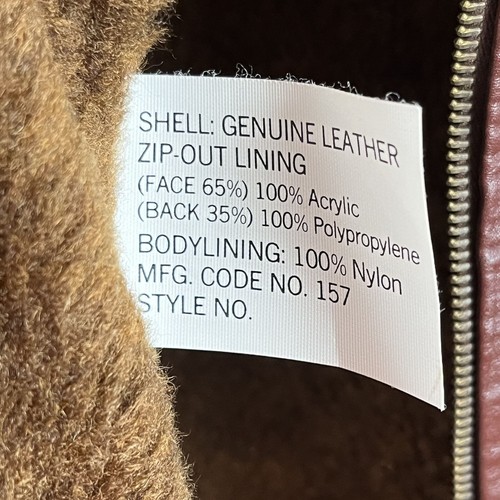 SHELL: GENUINE LEATHER
ZIP-OUT LINING
(FACE 65%) 100% Acrylic
(BACK 35%) 100% Polypropylene
BODYLINING: 100% Nylon
MFG. CODE NO. 157
STYLE NO.